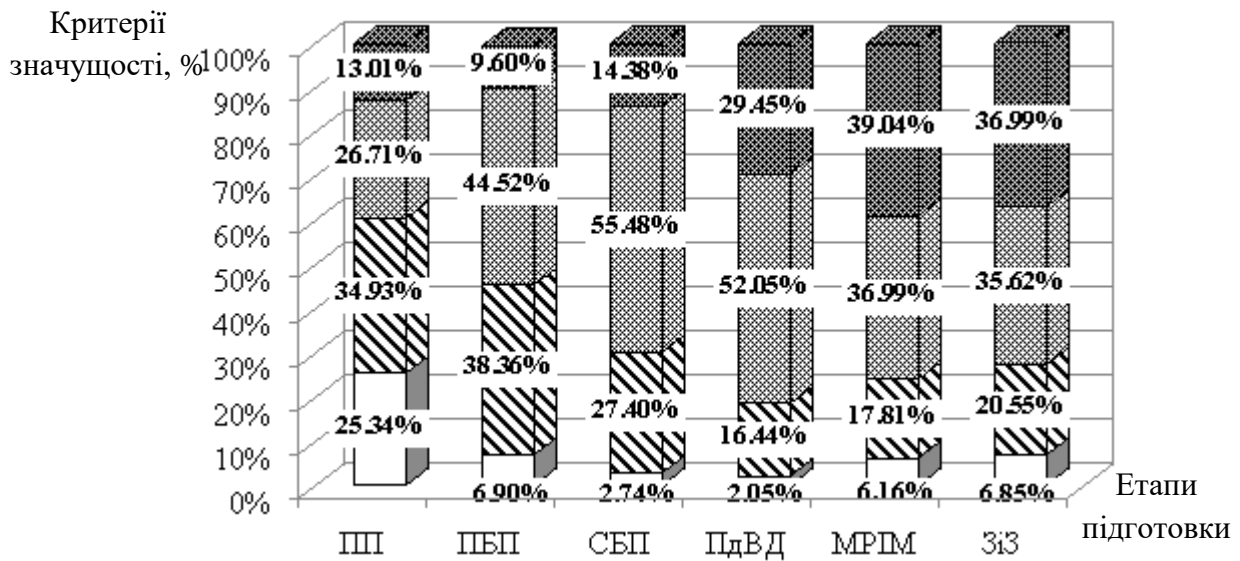 Критерії
значущості, %
100%
90%
80%
70%
60%
50%
40%
30%
20%
10%
0%
13.01% 9.60% 14.38% 29.45% 39.04% 36.99%
26.71% 44.52% 55.48% 52.05% 36.99% 35.62%
34.93% 38.36% 27.40% 16.44% 17.81% 20.55%
25.34% 6.90% 2.74% 2.05% 6.16% 6.85%
ПП ПБП СБП ПдВД МРІМ ЗіЗ
Етапи
підготовки